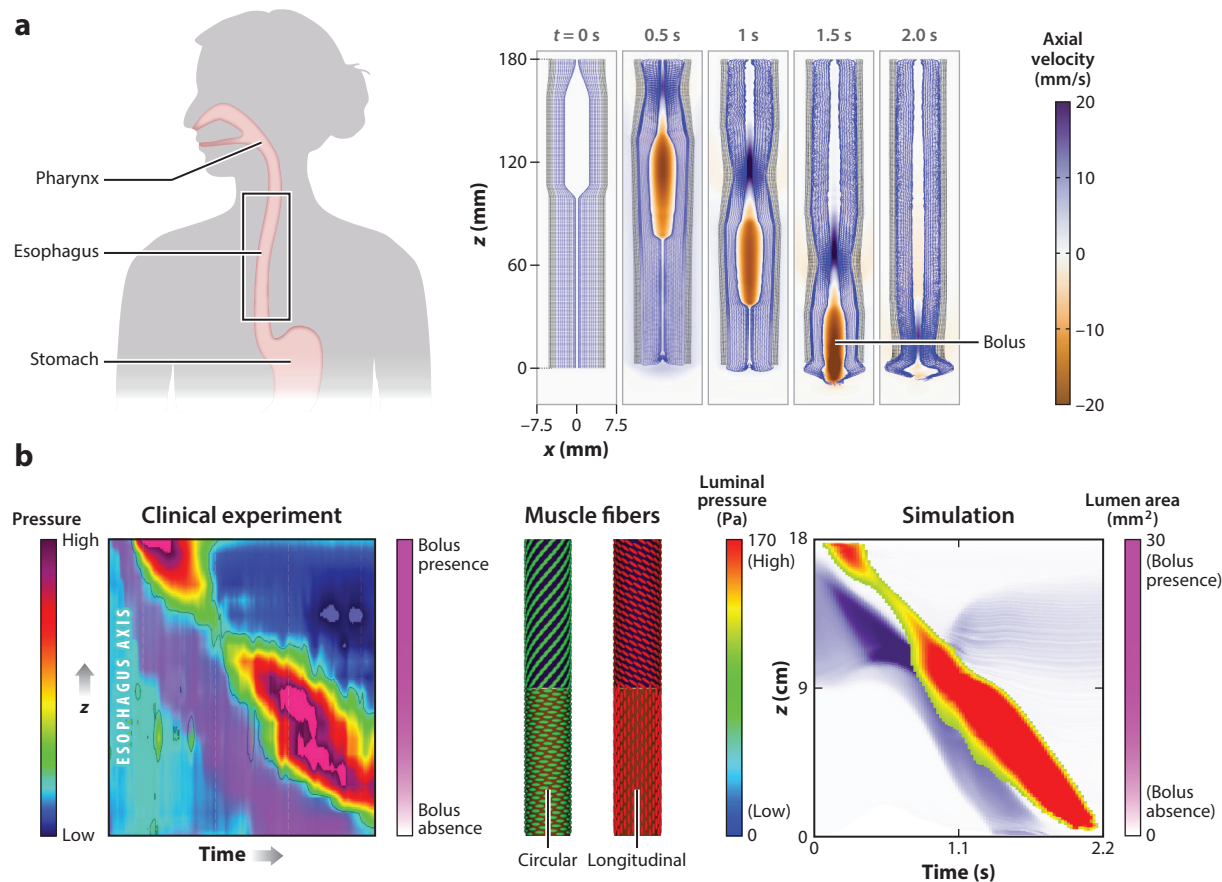 a
Pharynx
Esophagus
Stomach
t = 0 s
0.5 s
1 s
1.5 s
2.0 s
180
120
60
0
z (mm)
−7.5
0
7.5
x (mm)
Bolus
Axial
velocity
(mm/s)
20
10
0
−10
−20
b
Pressure
High
Low
Clinical experiment
ESOPHAGUS AXIS
z
Time
Bolus
presence
Bolus
absence
Muscle fibers
Circular
Longitudinal
Luminal
pressure
(Pa)
170
(High)
(Low)
0
Simulation
18
9
0
z (cm)
0
1.1
2.2
Time (s)
Lumen area
(mm²)
30
(Bolus
presence)
(Bolus
absence)
0